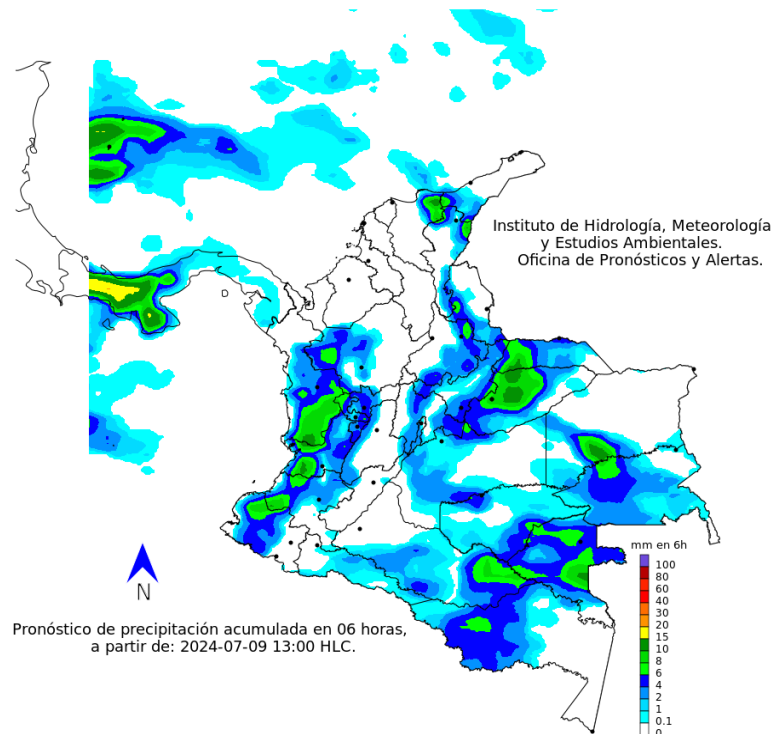 Instituto de Hidrología, Meteorología
y Estudios Ambientales.
Oficina de Pronósticos y Alertas.
mm en 6h
100
80
60
40
30
20
15
10
8
6
4
2
1
0.1
0
N
Pronóstico de precipitación acumulada en 06 horas,
a partir de: 2024-07-09 13:00 HLC.